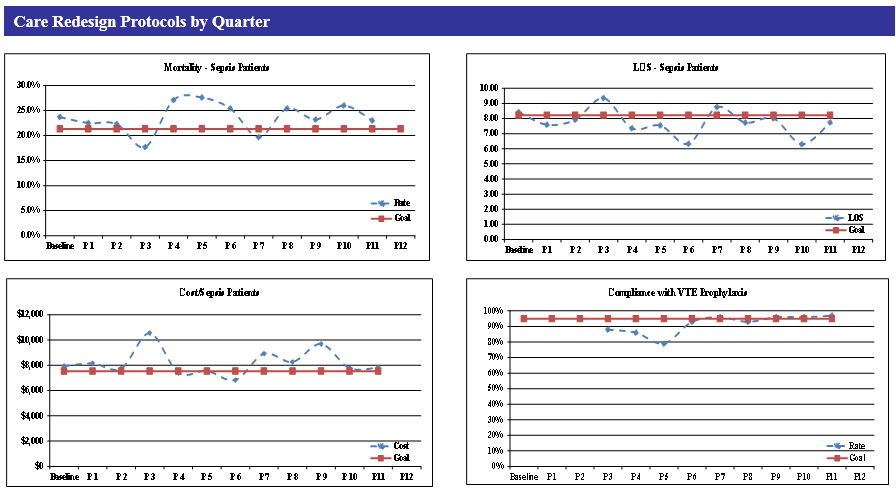 Care Redesign Protocols by Quarter
Mortality - Sepsis Patients
30.0%
25.0%
20.0%
15.0%
10.0%
5.0%
0.0%
Rate
Goal
Baseline P1 P2 P3 P4 P5 P6 P7 P8 P9 P10 P11 P12
LOS - Sepsis Patients
10.00
9.00
8.00
7.00
6.00
5.00
4.00
3.00
2.00
1.00
0.00
LOS
Goal
Baseline P1 P2 P3 P4 P5 P6 P7 P8 P9 P10 P11 P12
Cost/Sepsis Patients
$12,000
$10,000
$8,000
$6,000
$4,000
$2,000
$0
Cost
Goal
Baseline P1 P2 P3 P4 P5 P6 P7 P8 P9 P10 P11 P12
Compliance with VTE Prophylaxis
100%
90%
80%
70%
60%
50%
40%
30%
20%
10%
0%
Rate
Goal
Baseline P1 P2 P3 P4 P5 P6 P7 P8 P9 P10 P11 P12